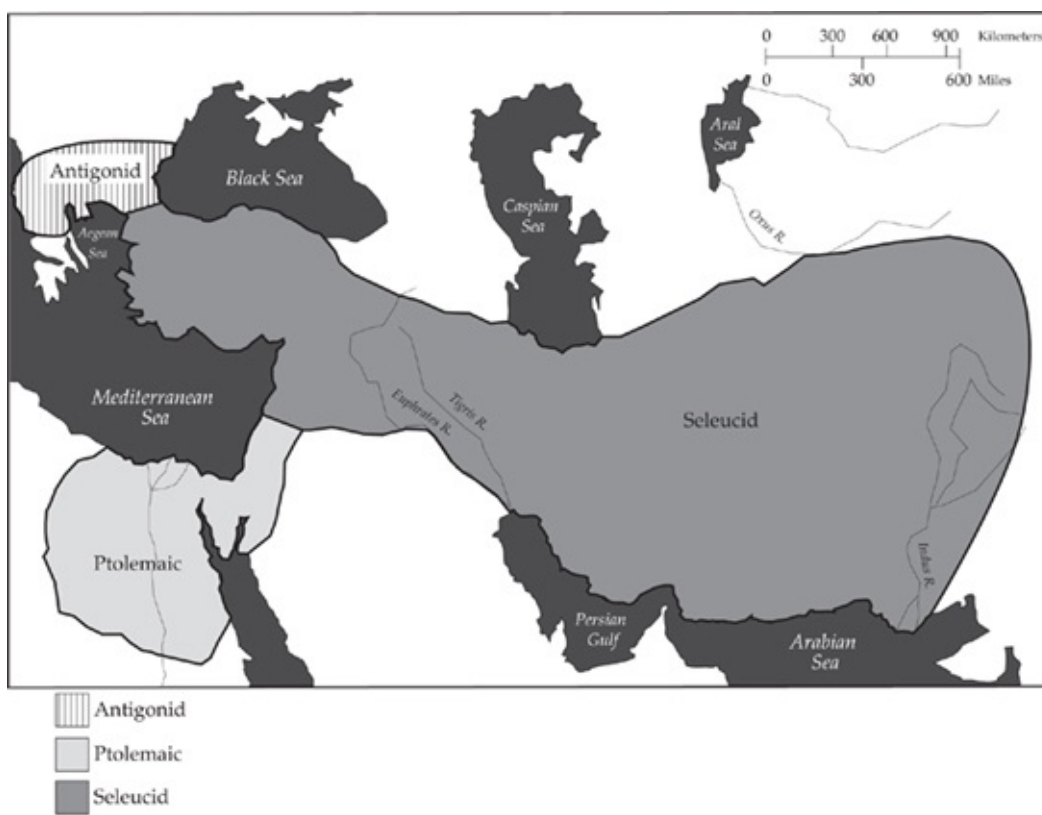 0 300 600 900 Kilometers
0 300 600 Miles
Aral
Sea
Antigonid
Black Sea
Caspian
Sea
Oxus R.
Aegean
Sea
Mediterranean
Sea
Euphrates R.
Tigris R.
Seleucid
Ptolemaic
Indus R.
Persian
Gulf
Arabian
Sea
Antigonid
Ptolemaic
Seleucid